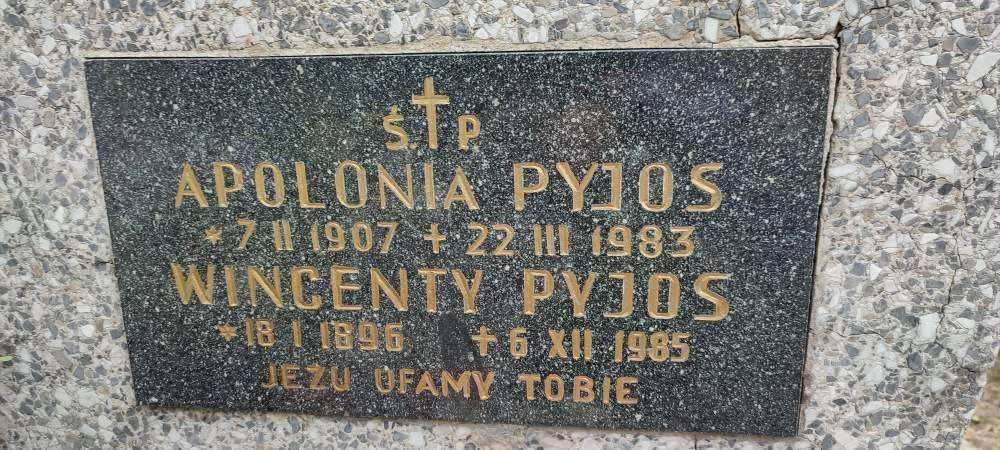 Ś. P.
APOLONIA PYJOS
* 7 II 1907 + 22 III 1983
WINCENTY PYJOS
* 18 I 1896 + 6 XII 1985
JEZU UFAMY TOBIE